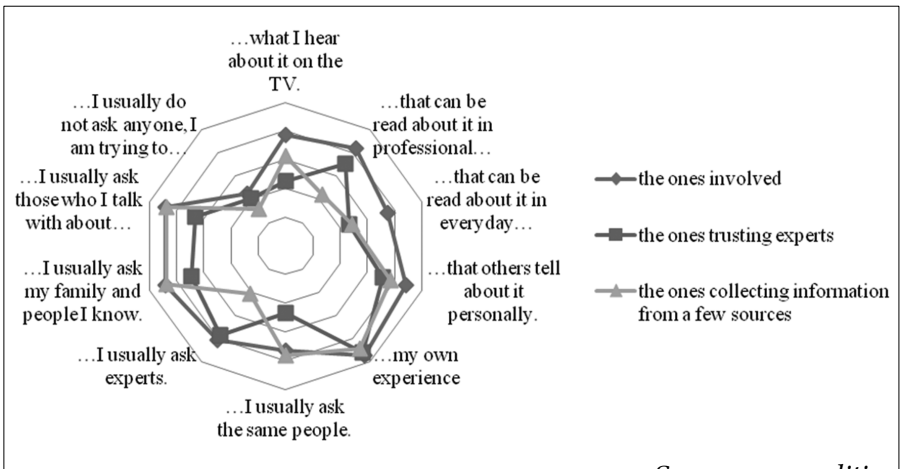 …what I hear
about it on the
TV.
…that can be
read about it in
professional…
…that can be
read about it in
everyday…
…that others tell
about it
personally.
…my own
experience
…I usually ask
the same people.
…I usually ask
experts.
…I usually ask
my family and
people I know.
…I usually ask
those who I talk
with about…
…I usually do
not ask anyone, I
am trying to…
the ones involved
the ones trusting experts
the ones collecting information
from a few sources